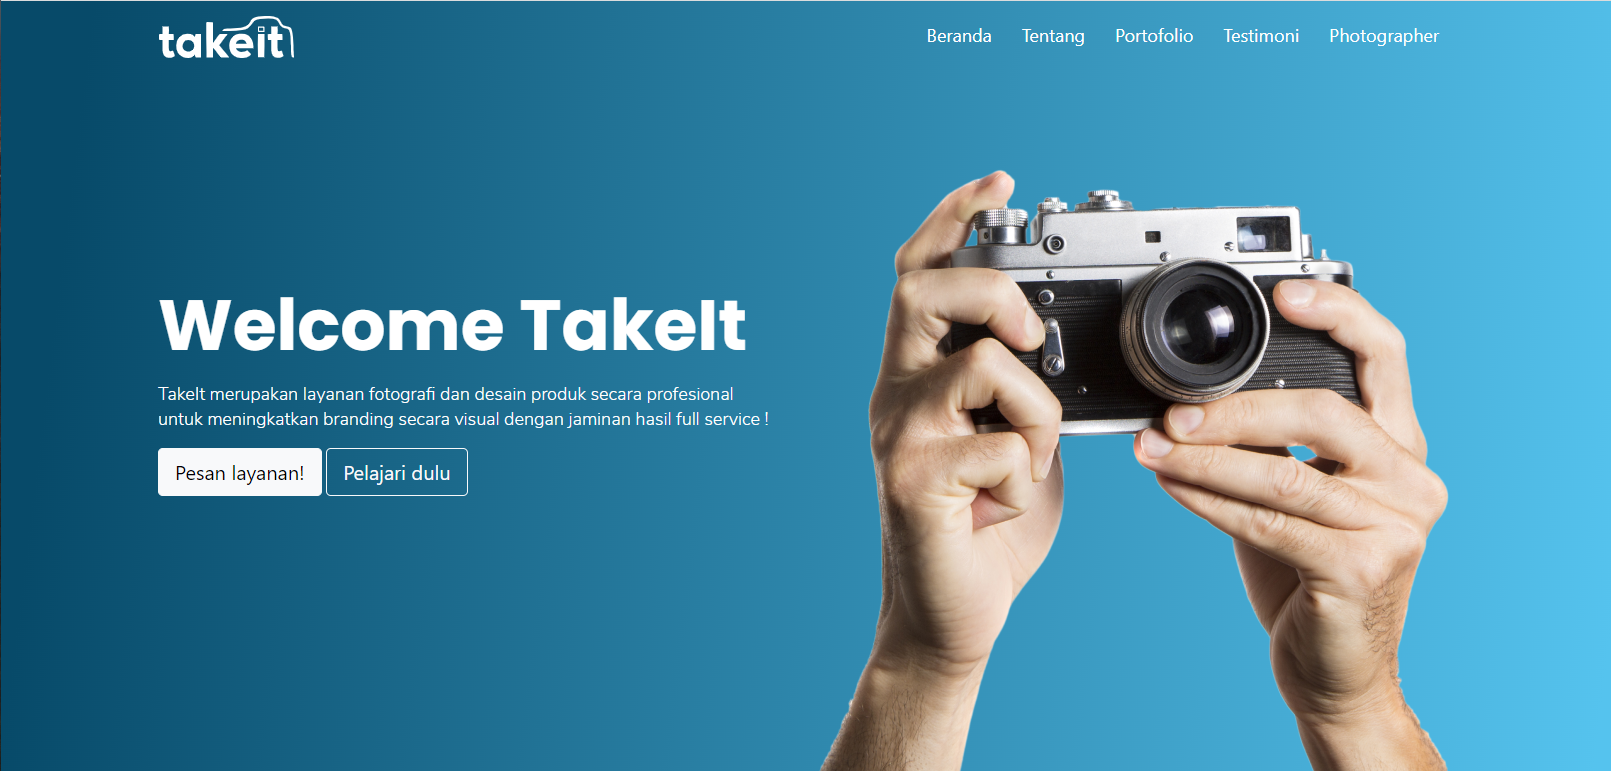 takeit
Beranda Tentang Portofolio Testimoni Photographer
Welcome TakeIt
TakeIt merupakan layanan fotografi dan desain produk secara profesional
untuk meningkatkan branding secara visual dengan jaminan hasil full service !
Pesan layanan! Pelajari dulu